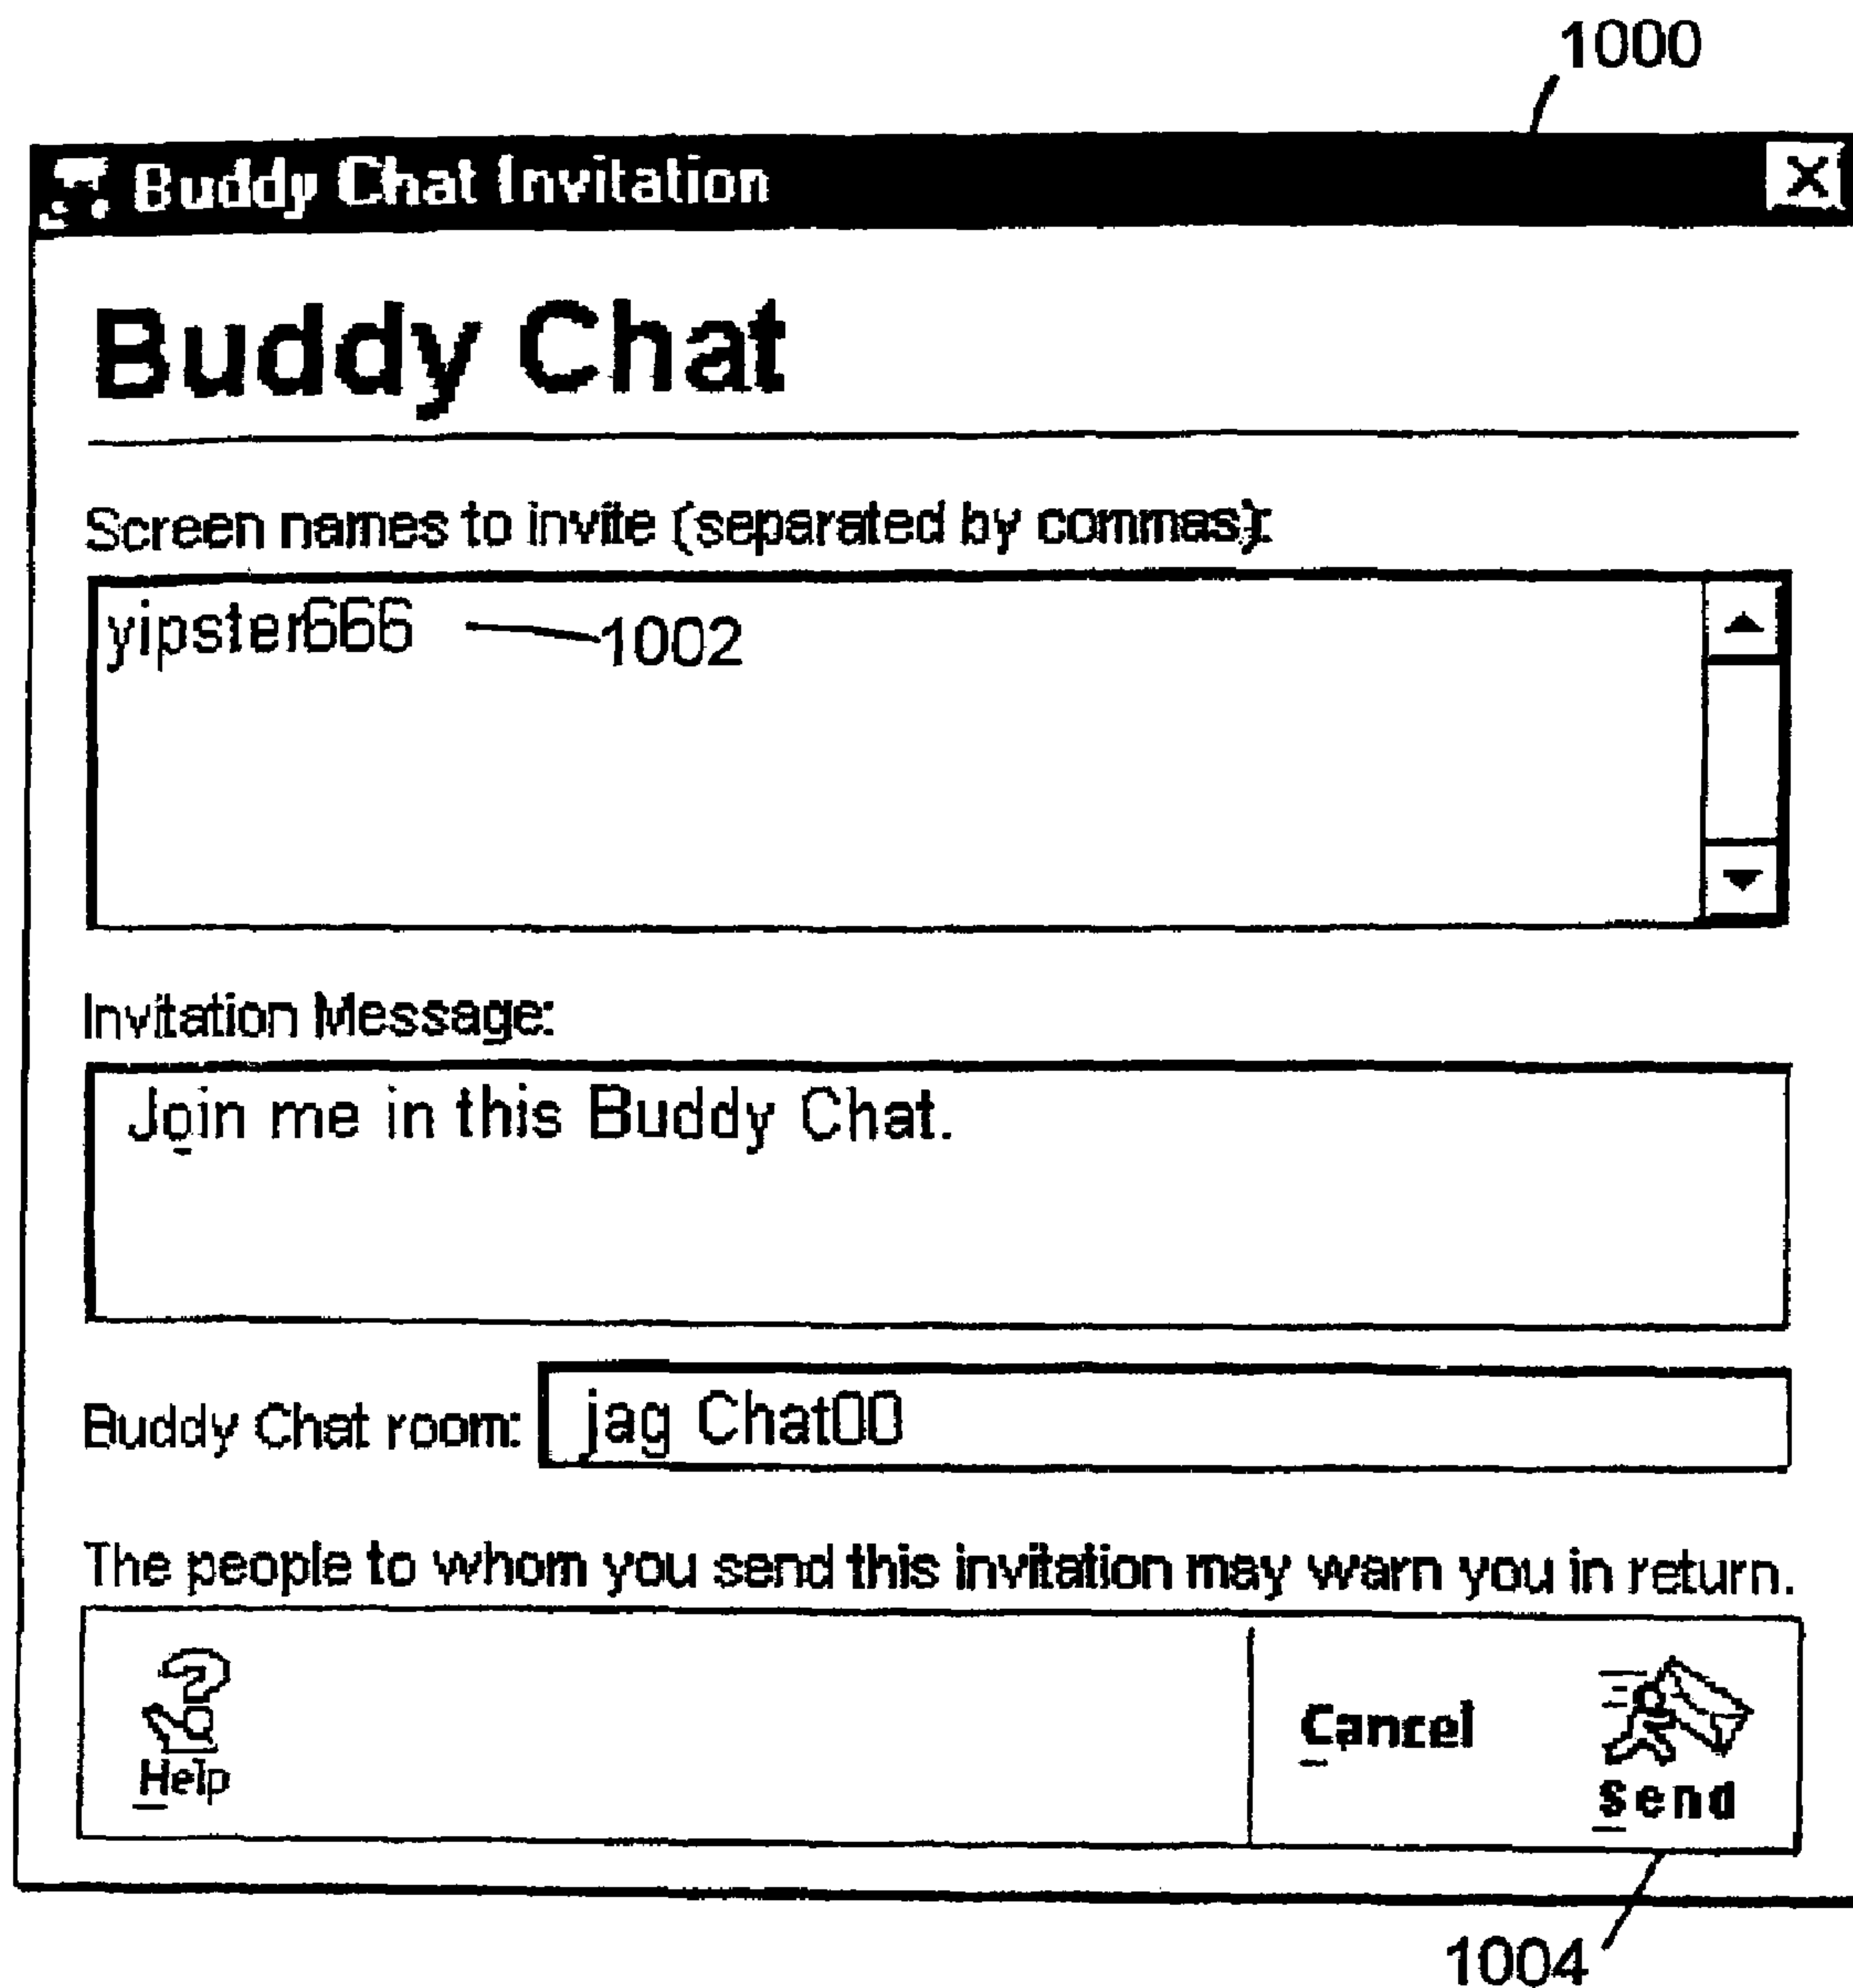 1000
Buddy Chat Invitation
Buddy Chat
Screen names to invite (separated by commas):
yipster666 1002
Invitation Message:
Join me in this Buddy Chat.
Buddy Chat room: jag Chat00
The people to whom you send this invitation may warn you in return.
Help Cancel Send
1004